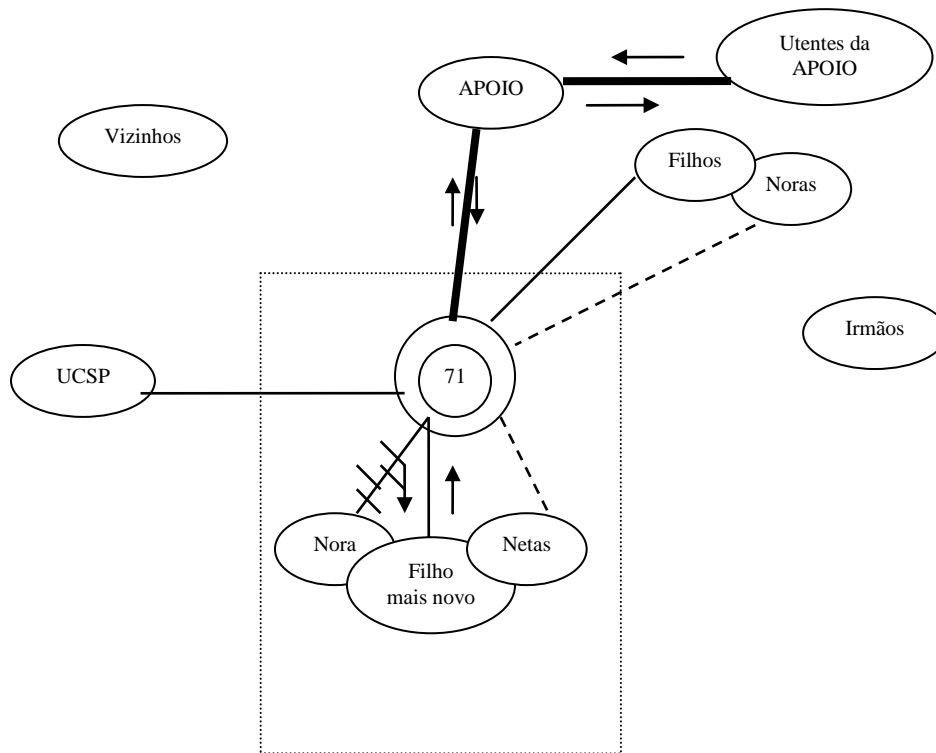 Utentes da
APOIO
APOIO
Vizinhos
Filhos
Noras
Irmãos
UCSP
71
Nora
Filho
mais novo
Netas